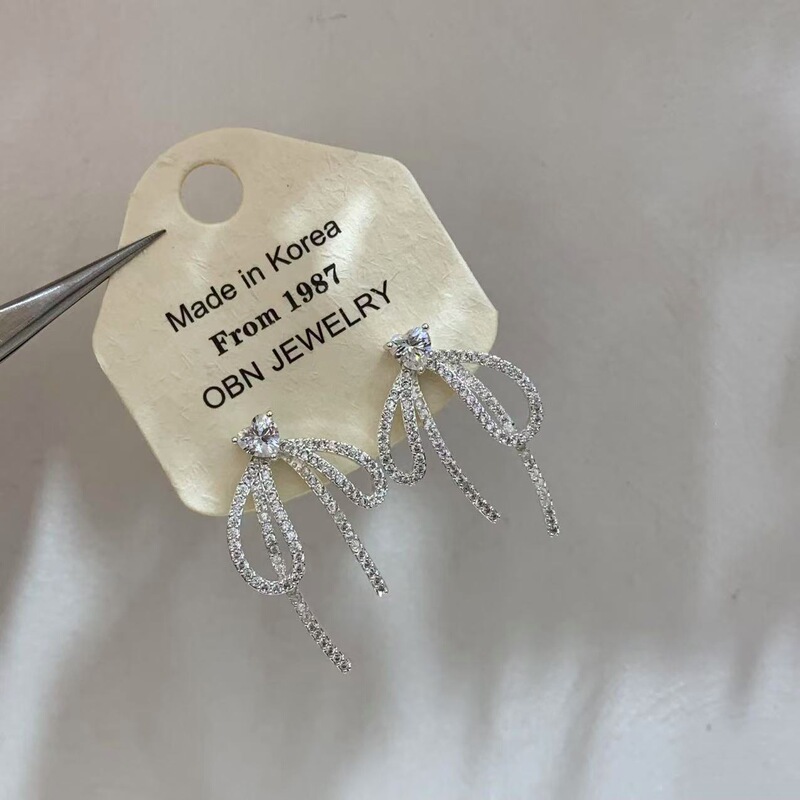 Made in Korea
From 1987
OBN JEWELRY